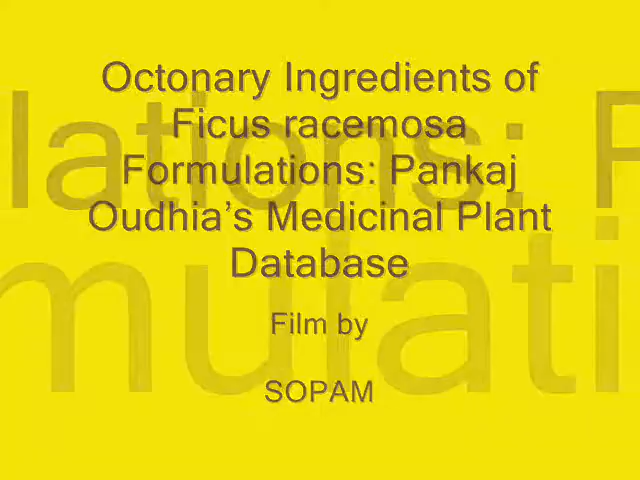 Octonary Ingredients of
Ficus racemosa
Formulations: Pankaj
Oudhia’s Medicinal Plant
Database
Film by
SOPAM